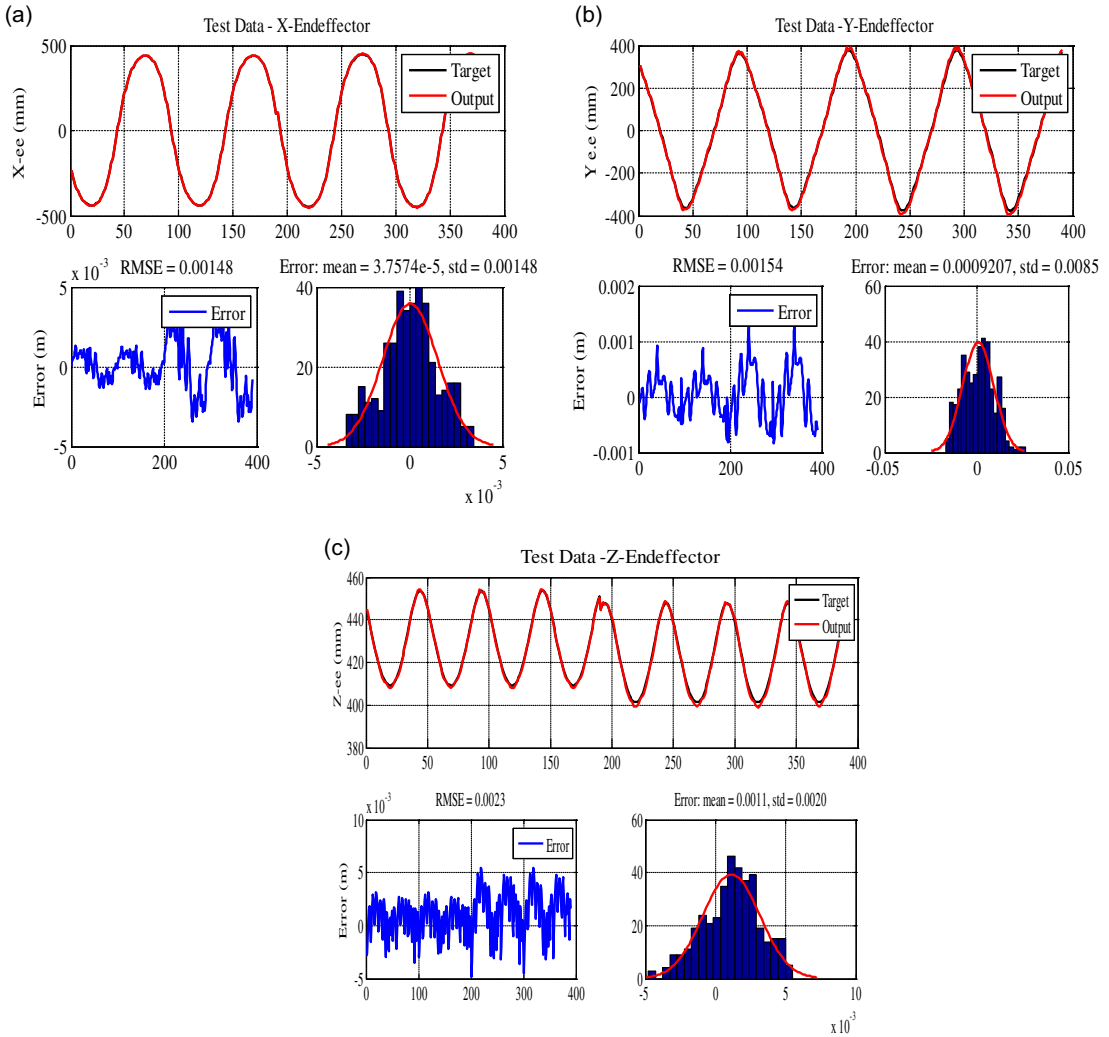 (a)
Test Data - X-Endeffector
X-ee (mm)
500
0
-500
0 50 100 150 200 250 300 350 400
Target
Output
x 10^-3
RMSE = 0.00148
Error (m)
5
0
-5
0 200 400
Error
Error: mean = 3.7574e-5, std = 0.00148
40
20
0
-5 0 5
x 10^-3
(b)
Test Data -Y-Endeffector
Y e.e (mm)
400
200
0
-200
-400
0 50 100 150 200 250 300 350 400
Target
Output
RMSE = 0.00154
Error (m)
0.002
0.001
0
-0.001
0 200 400
Error
Error: mean = 0.0009207, std = 0.0085
60
40
20
0
-0.05 0 0.05
(c)
Test Data -Z-Endeffector
Z-ee (mm)
460
440
420
400
380
0 50 100 150 200 250 300 350 400
Target
Output
x 10^-3
RMSE = 0.0023
Error (m)
10
5
0
-5
0 100 200 300 400
Error
Error: mean = 0.0011, std = 0.0020
60
40
20
0
-5 0 5 10
x 10^-3